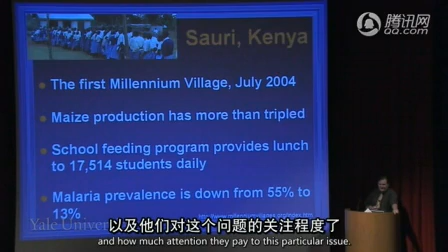 腾讯网
QQ.com
Sauri, Kenya
The first Millennium Village, July 2004
Maize production has more than tripled
School feeding program provides lunch
to 17,514 students daily
Malaria prevalence is down from 55% to
13%
Yale Univer
以及他们对这个问题的关注程度了
and how much attention they pay to this particular issue.